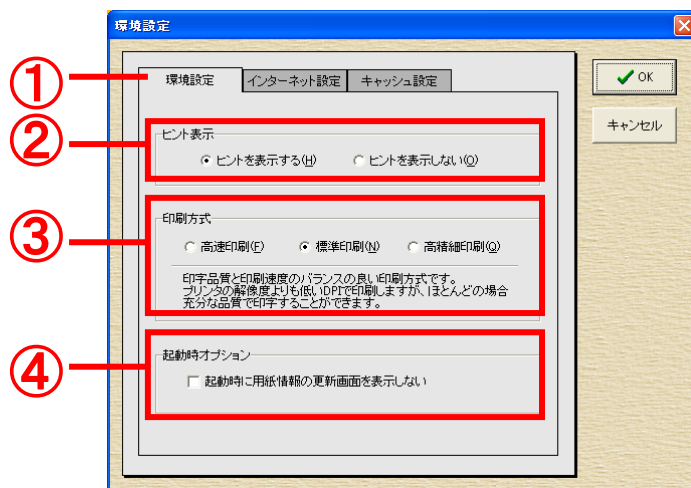 環境設定
①
環境設定 インターネット設定 キャッシュ設定
OK
キャンセル
②
ヒント表示
ヒントを表示する(H) ヒントを表示しない(O)
③
印刷方式
高速印刷(F) 標準印刷(N) 高積細印刷(Q)
印字品質と印刷速度のバランスの良い印刷方式です。
プリンタの解像度よりも低いDPIで印刷しますが、ほとんどの場合
充分な品質で印字することができます。
④
起動時オプション
起動時に用紙情報の更新画面を表示しない